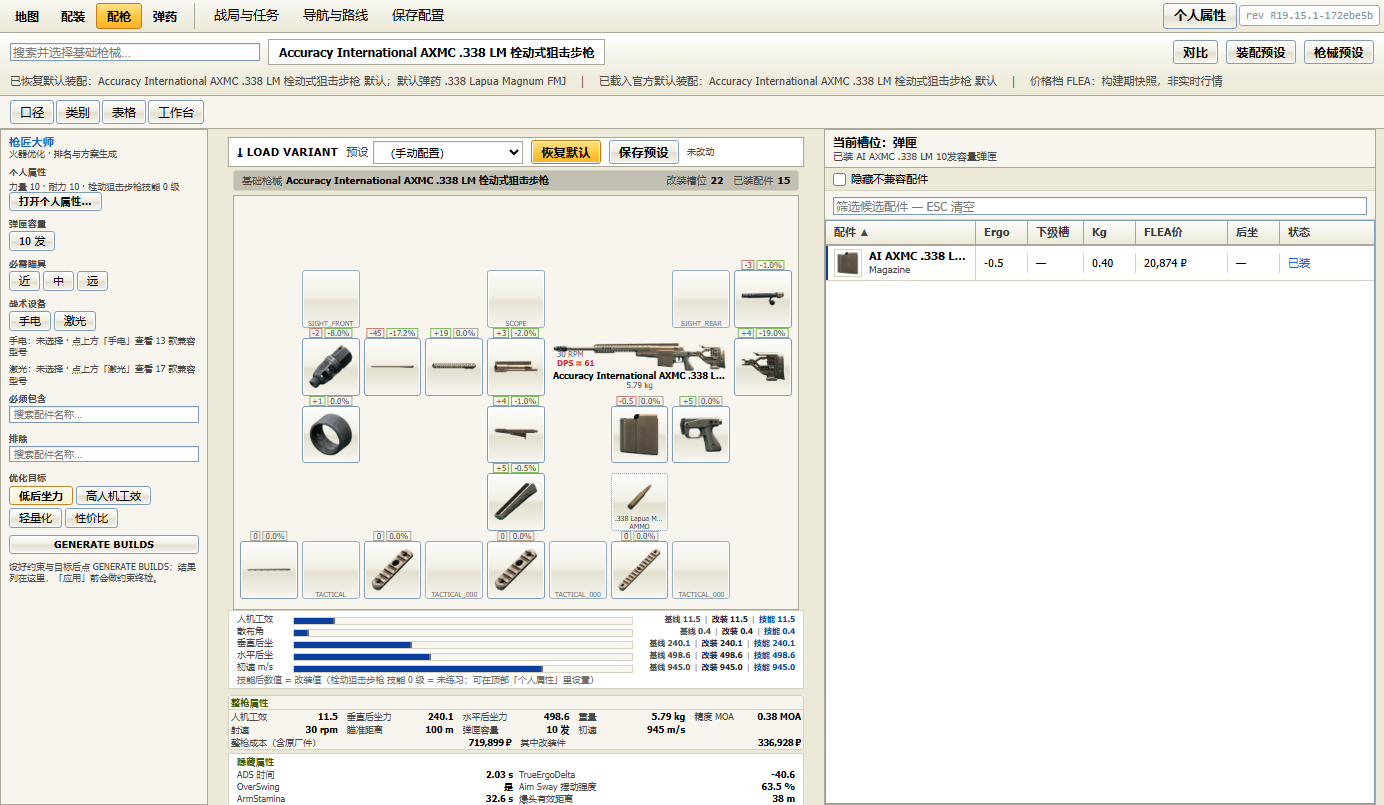 地图 配装 配枪 弹药 战局与任务 导航与路线 保存配置 个人属性 rev R19.15.1-172ebe5b
搜索并选择基础枪械... Accuracy International AXMC .338 LM 栓动式狙击步枪 对比 装配预设 枪械预设
已恢复默认装配：Accuracy International AXMC .338 LM 栓动式狙击步枪 默认；默认弹药 .338 Lapua Magnum FMJ | 已载入官方默认装配：Accuracy International AXMC .338 LM 栓动式狙击步枪 默认 | 价格档 FLEA：构建期快照，非实时行情
口径 类别 表格 工作台
枪匠大师
火器优化 · 排名与方案生成
个人属性
力量 10 · 耐力 10 · 栓动狙击步枪技能 0 级
打开个人属性...
弹匣容量
10 发
必需瞄具
近 中 远
战术设备
手电 激光
手电：未选择 · 点上方「手电」查看 13 款兼容型号
激光：未选择 · 点上方「激光」查看 17 款兼容型号
必须包含
搜索配件名称...
排除
搜索配件名称...
优化目标
低后坐力 高人机工效
轻量化 性价比
GENERATE BUILDS
设好约束与目标后点 GENERATE BUILDS；结果列在这里，「应用」前会做约束终检。
LOAD VARIANT 预设 (手动配置) 恢复默认 保存预设 未改动
基础枪械 Accuracy International AXMC .338 LM 栓动式狙击步枪 改装槽位 22 已装配件 15
-3 -1.0%
SIGHT_FRONT SCOPE SIGHT_REAR
-2 -8.0% -45 -17.2% +19 0.0% +3 -2.0% +4 -19.0%
30 RPM
DPS ≈ 61
Accuracy International AXMC .338 L...
5.79 kg
+1 0.0% +4 -1.0% -0.5 0.0% +5 0.0%
+5 -0.5%
.338 Lapua M...
AMMO
0 0.0% 0 0.0% 0 0.0% 0 0.0%
TACTICAL TACTICAL_000 TACTICAL_000 TACTICAL_000
人机工效 基线 11.5 | 改装 11.5 | 技能 11.5
散布角 基线 0.4 | 改装 0.4 | 技能 0.4
垂直后坐 基线 240.1 | 改装 240.1 | 技能 240.1
水平后坐 基线 498.6 | 改装 498.6 | 技能 498.6
初速 m/s 基线 945.0 | 改装 945.0 | 技能 945.0
技能后数值 = 改装值（栓动狙击步枪 技能 0 级 = 未练习；可在顶部「个人属性」里设置）
整枪属性
人机工效 11.5 垂直后坐力 240.1 水平后坐力 498.6 重量 5.79 kg 精度 MOA 0.38 MOA
射速 30 rpm 瞄准距离 100 m 弹匣容量 10 发 初速 945 m/s
整枪成本（含原厂件） 719,899 ₽ 其中改装件 336,928 ₽
隐藏属性
ADS 时间 2.03 s TrueErgoDelta -40.6
OverSwing 是 Aim Sway 摆动强度 63.5 %
ArmStamina 32.6 s 爆头有效距离 38 m
当前槽位：弹匣
已装 AI AXMC .338 LM 10发容量弹匣
隐藏不兼容配件
筛选候选配件 — ESC 清空
配件 ▲ Ergo 下级槽 Kg FLEA价 后坐 状态
AI AXMC .338 L... -0.5 — 0.40 20,874 ₽ — 已装
Magazine